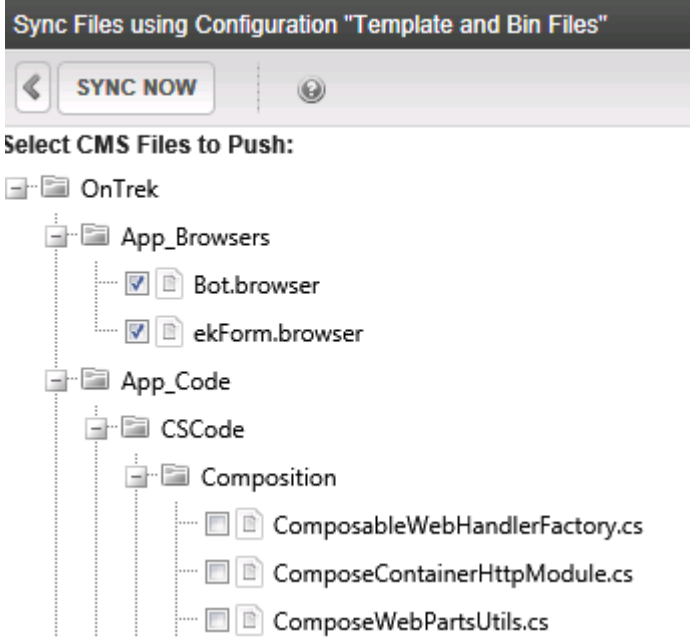 Sync Files using Configuration "Template and Bin Files"
SYNC NOW
Select CMS Files to Push:
OnTrek
App_Browsers
Bot.browser
ekForm.browser
App_Code
CSCode
Composition
ComposableWebHandlerFactory.cs
ComposeContainerHttpModule.cs
ComposeWebPartsUtils.cs